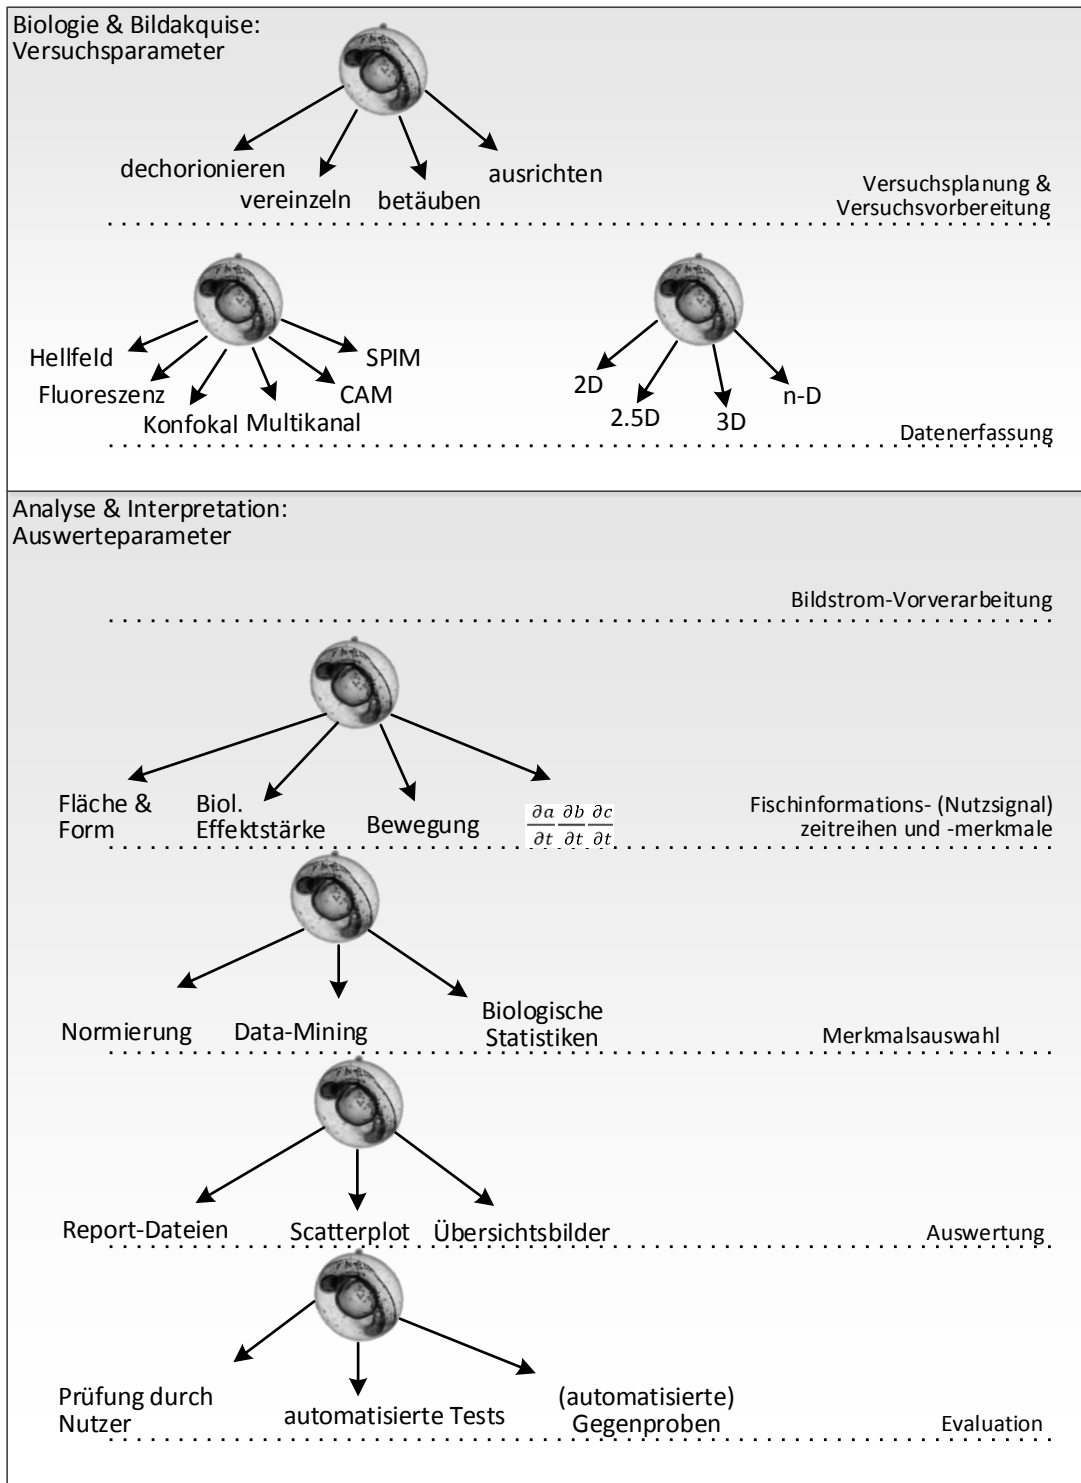 Biologie & Bildakquise:
Versuchsparameter
dechorionieren
vereinzeln
betäuben
ausrichten
Versuchsplanung &
Versuchsvorbereitung
Hellfeld
Fluoreszenz
Konfokal
Multikanal
CAM
SPIM
2D
2.5D
3D
n-D
Datenerfassung
Analyse & Interpretation:
Auswerteparameter
Bildstrom-Vorverarbeitung
Fläche &
Form
Biol.
Effektstärke
Bewegung
∂a/∂t ∂b/∂t ∂c/∂t
Fischinformations- (Nutzsignal)
zeitreihen und -merkmale
Normierung
Data-Mining
Biologische
Statistiken
Merkmalsauswahl
Report-Dateien
Scatterplot
Übersichtsbilder
Auswertung
Prüfung durch
Nutzer
automatisierte Tests
(automatisierte)
Gegenproben
Evaluation